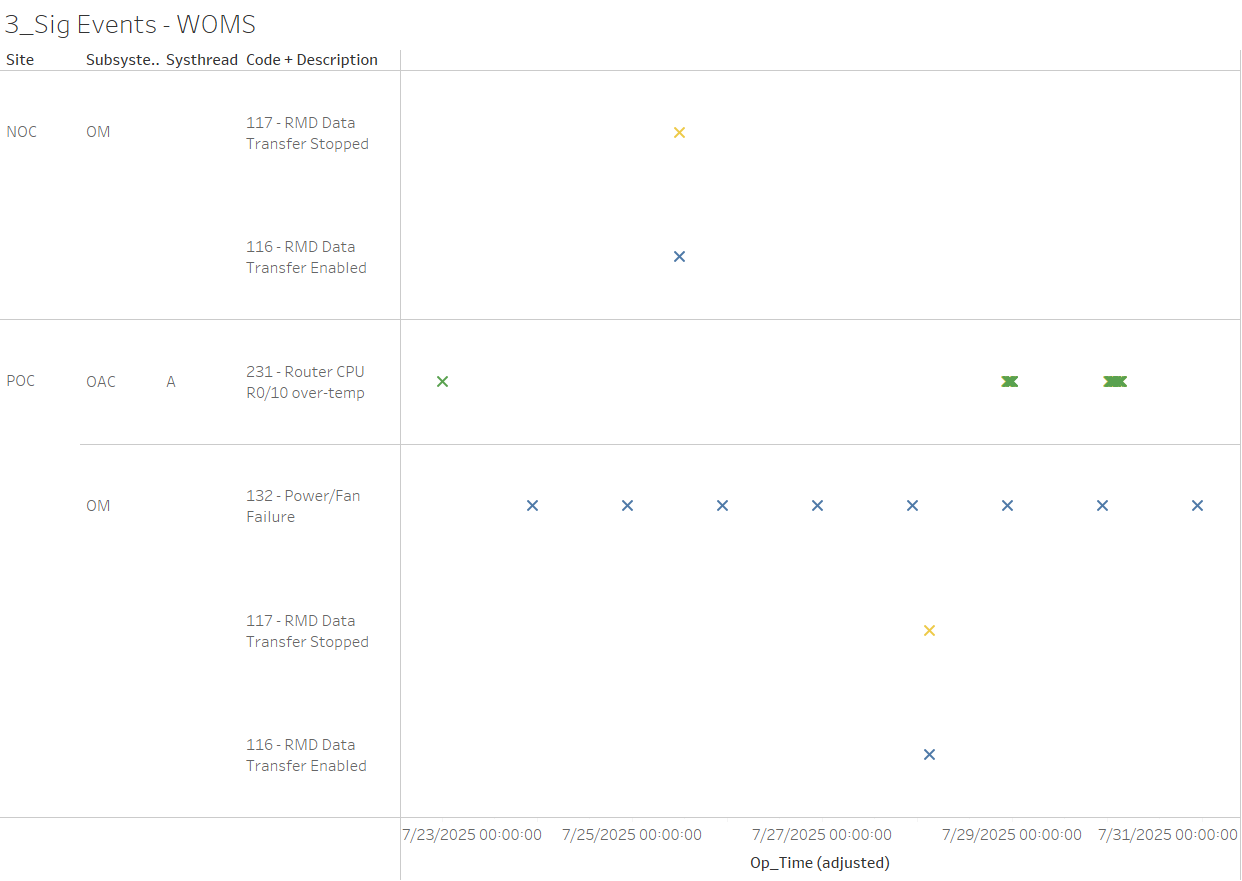 3_Sig Events - WOMS
Site Subsyste.. Systhread Code + Description
NOC OM 117 - RMD Data
Transfer Stopped
116 - RMD Data
Transfer Enabled
POC OAC A 231 - Router CPU
R0/10 over-temp
OM 132 - Power/Fan
Failure
117 - RMD Data
Transfer Stopped
116 - RMD Data
Transfer Enabled
7/23/2025 00:00:00 7/25/2025 00:00:00 7/27/2025 00:00:00 7/29/2025 00:00:00 7/31/2025 00:00:00
Op_Time (adjusted)